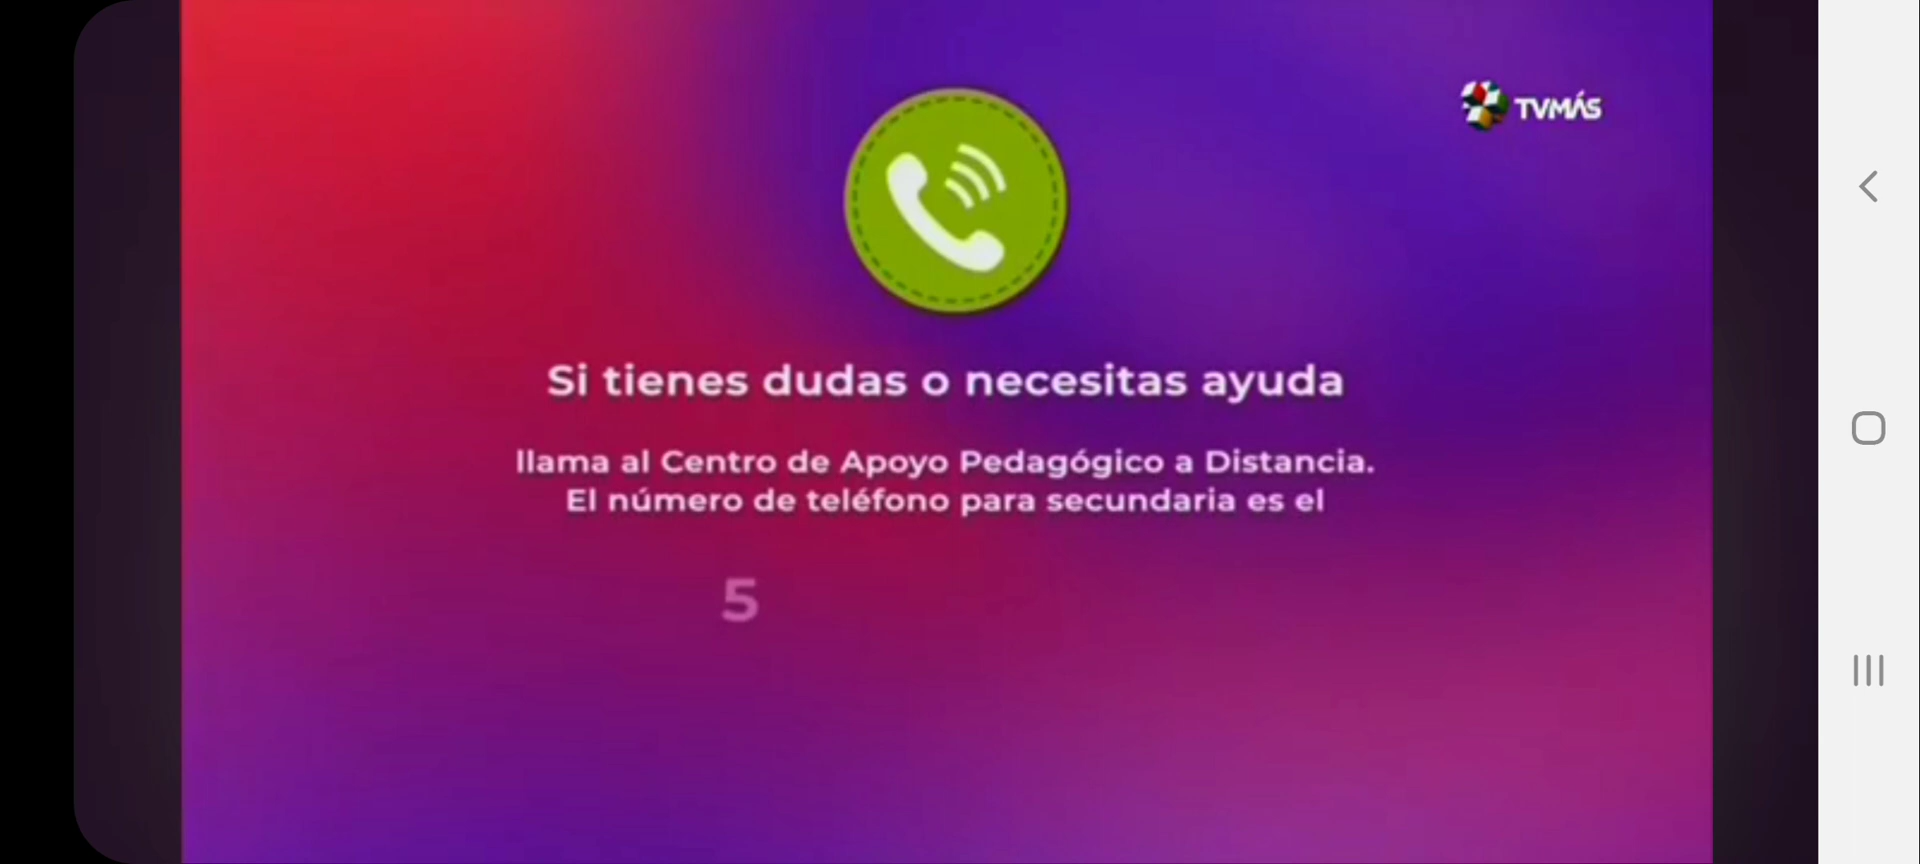 TVMÁS
Si tienes dudas o necesitas ayuda
llama al Centro de Apoyo Pedagógico a Distancia.
El número de teléfono para secundaria es el
5